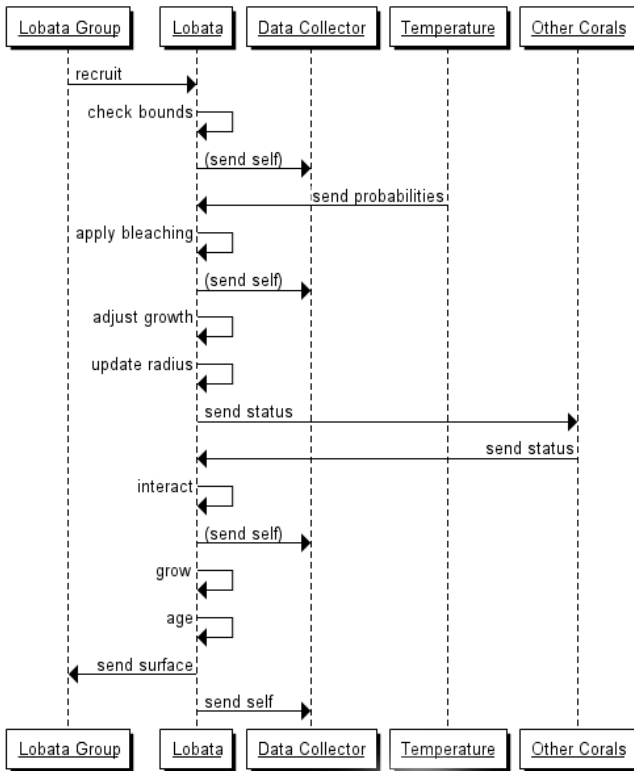 Lobata Group Lobata Data Collector Temperature Other Corals
recruit
check bounds
(send self)
send probabilities
apply bleaching
(send self)
adjust growth
update radius
send status
send status
interact
(send self)
grow
age
send surface
send self
Lobata Group Lobata Data Collector Temperature Other Corals